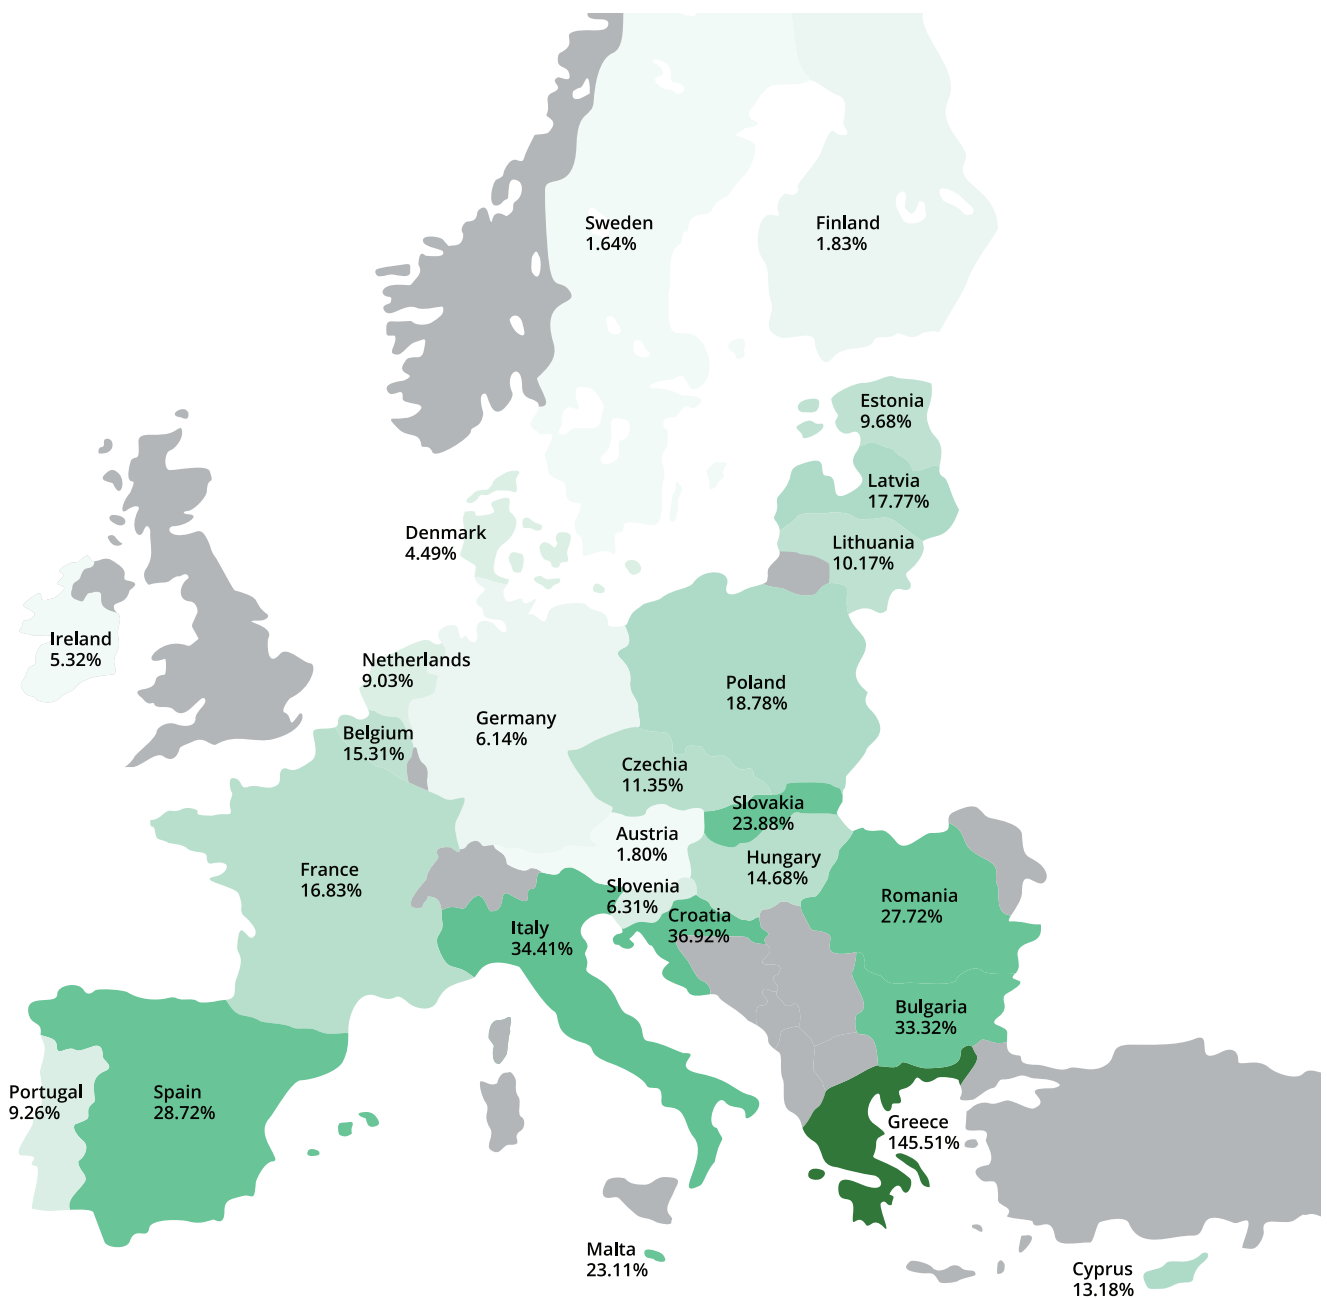 Sweden
1.64%
Finland
1.83%
Estonia
9.68%
Latvia
17.77%
Denmark
4.49%
Lithuania
10.17%
Ireland
5.32%
Netherlands
9.03%
Poland
18.78%
Germany
6.14%
Belgium
15.31%
Czechia
11.35%
Slovakia
23.88%
Austria
1.80%
Hungary
14.68%
France
16.83%
Slovenia
6.31%
Romania
27.72%
Croatia
36.92%
Italy
34.41%
Bulgaria
33.32%
Portugal
9.26%
Spain
28.72%
Greece
145.51%
Malta
23.11%
Cyprus
13.18%